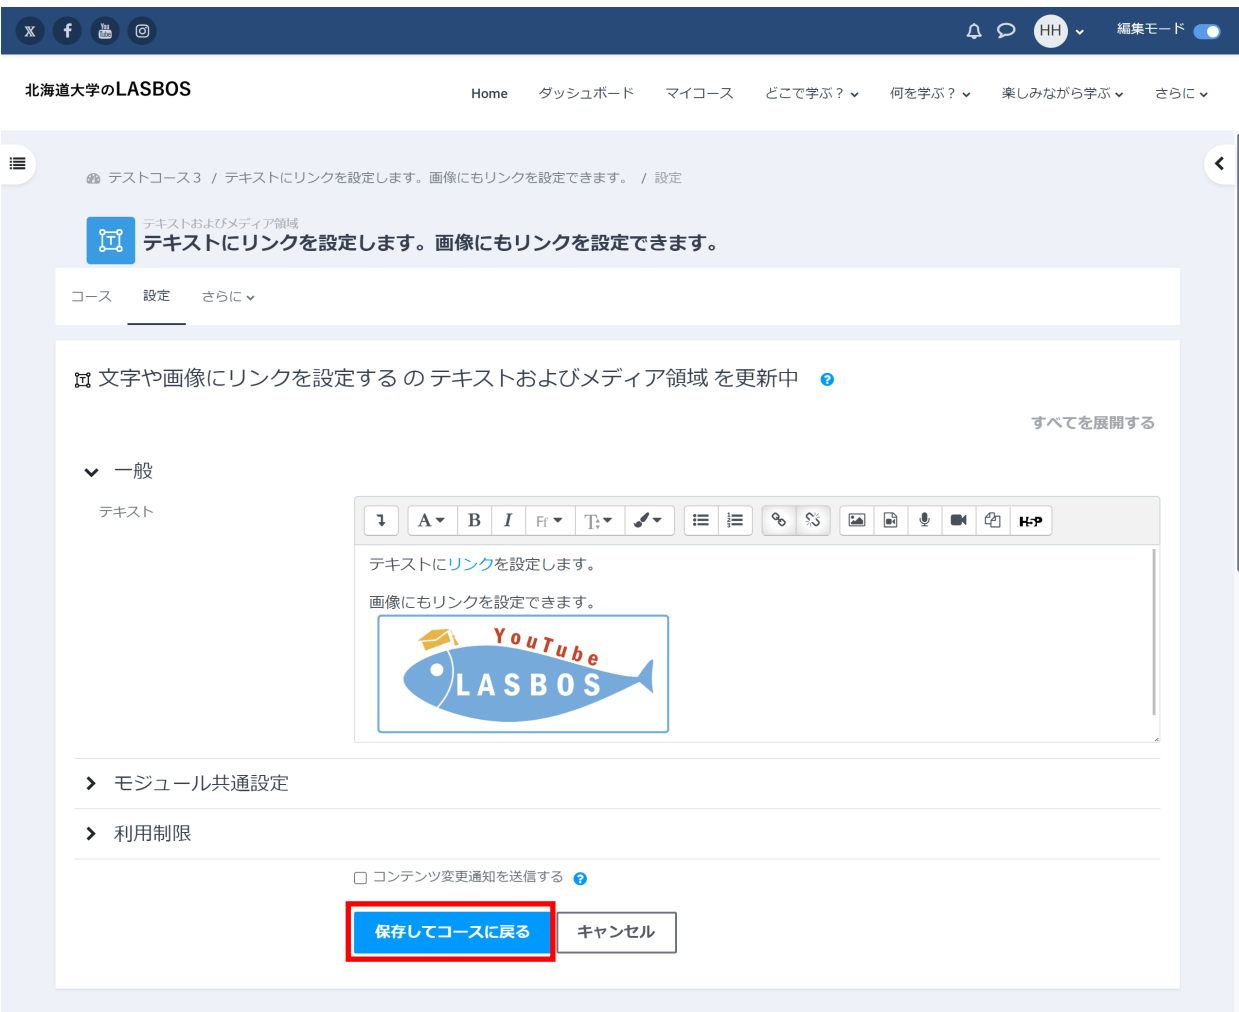 HH
編集モード
北海道大学のLASBOS
Home ダッシュボード マイコース どこで学ぶ？ 何を学ぶ？ 楽しみながら学ぶ さらに
テストコース3 / テキストにリンクを設定します。画像にもリンクを設定できます。 / 設定
テキストおよびメディア領域
テキストにリンクを設定します。画像にもリンクを設定できます。
コース 設定 さらに
文字や画像にリンクを設定する の テキストおよびメディア領域 を更新中
すべてを展開する
一般
テキスト
A B I Ff T H-P
テキストにリンクを設定します。
画像にもリンクを設定できます。
YouTube
LASBOS
モジュール共通設定
利用制限
コンテンツ変更通知を送信する
保存してコースに戻る キャンセル